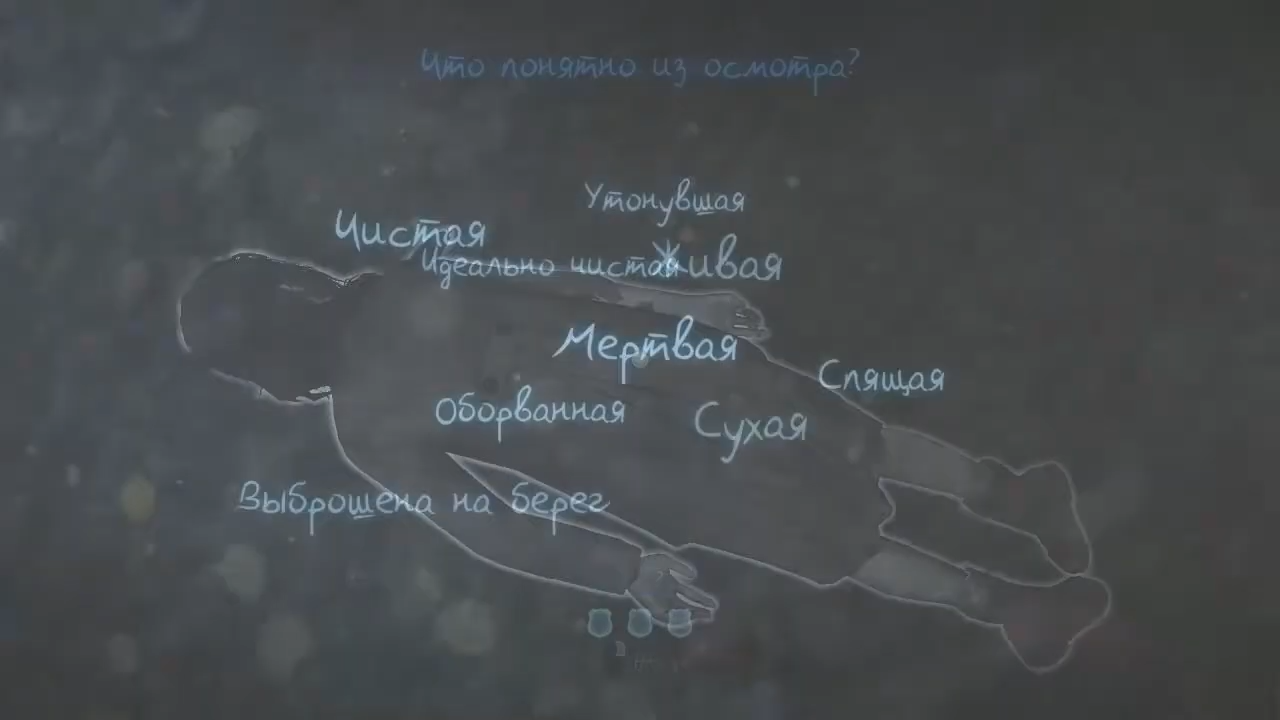 Что понятно из осмотра?
Утонувшая
Чистая
Идеально чистая
Живая
Мертвая
Спящая
Оборванная
Сухая
Выброшена на берег